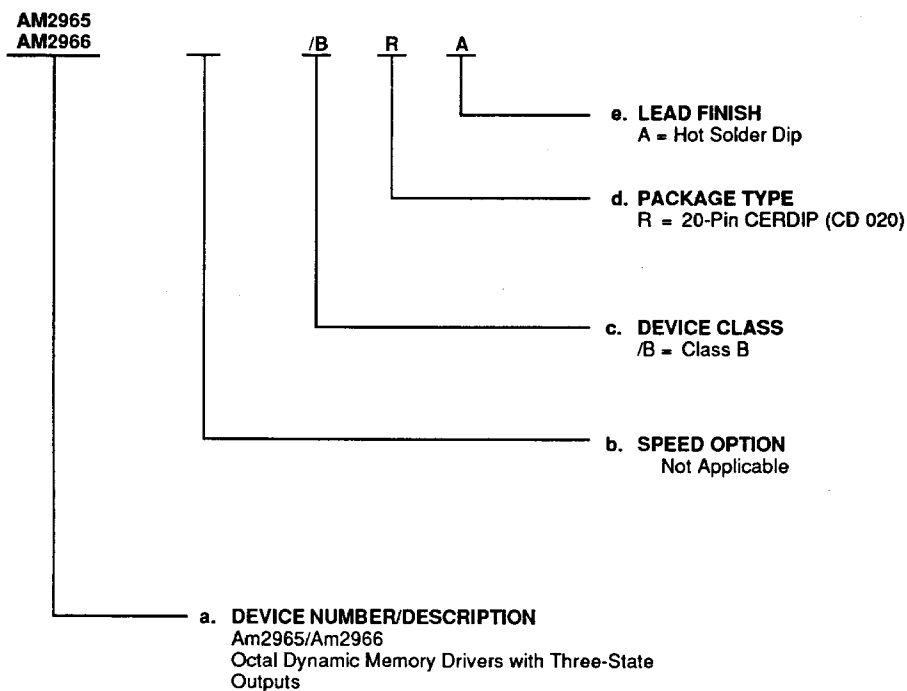 AM2965
AM2966
/B R A
e. LEAD FINISH
A = Hot Solder Dip
d. PACKAGE TYPE
R = 20-Pin CERDIP (CD 020)
c. DEVICE CLASS
/B = Class B
b. SPEED OPTION
Not Applicable
a. DEVICE NUMBER/DESCRIPTION
Am2965/Am2966
Octal Dynamic Memory Drivers with Three-State
Outputs